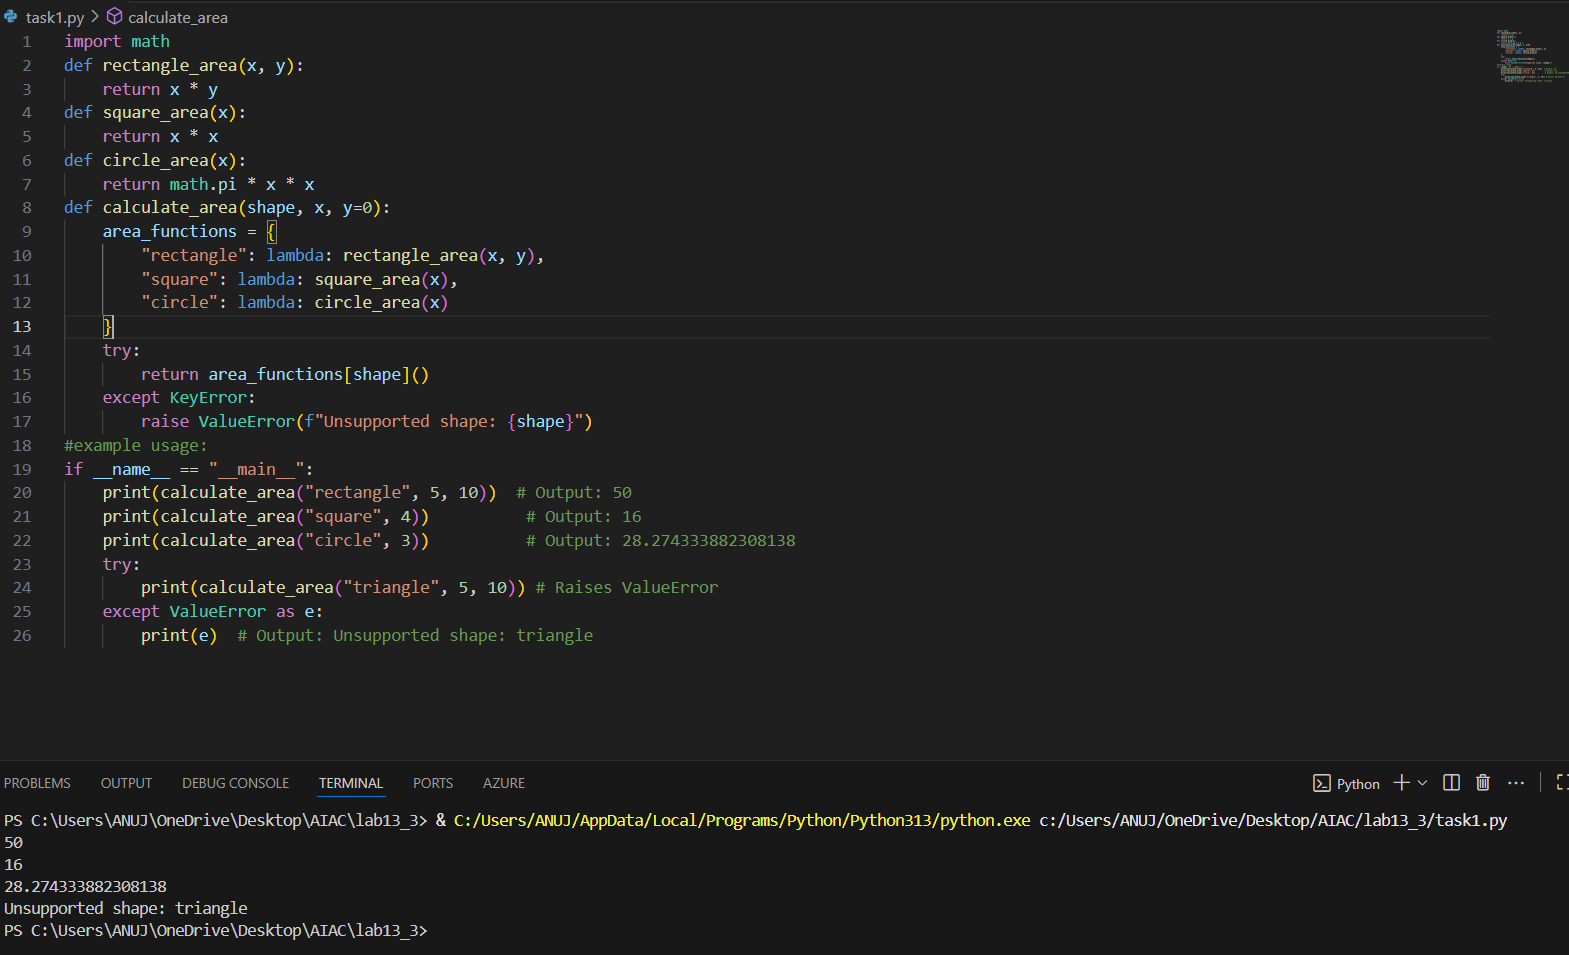 task1.py > calculate_area
1 import math
2 def rectangle_area(x, y):
3     return x * y
4 def square_area(x):
5     return x * x
6 def circle_area(x):
7     return math.pi * x * x
8 def calculate_area(shape, x, y=0):
9     area_functions = {
10         "rectangle": lambda: rectangle_area(x, y),
11         "square": lambda: square_area(x),
12         "circle": lambda: circle_area(x)
13     }
14     try:
15         return area_functions[shape]()
16     except KeyError:
17         raise ValueError(f"Unsupported shape: {shape}")
18 #example usage:
19 if __name__ == "__main__":
20     print(calculate_area("rectangle", 5, 10))  # Output: 50
21     print(calculate_area("square", 4))          # Output: 16
22     print(calculate_area("circle", 3))          # Output: 28.274333882308138
23     try:
24         print(calculate_area("triangle", 5, 10)) # Raises ValueError
25     except ValueError as e:
26         print(e)  # Output: Unsupported shape: triangle
PROBLEMS OUTPUT DEBUG CONSOLE TERMINAL PORTS AZURE Python
PS C:\Users\ANUJ\OneDrive\Desktop\AIAC\lab13_3> & C:/Users/ANUJ/AppData/Local/Programs/Python/Python313/python.exe c:/Users/ANUJ/OneDrive/Desktop/AIAC/lab13_3/task1.py
50
16
28.274333882308138
Unsupported shape: triangle
PS C:\Users\ANUJ\OneDrive\Desktop\AIAC\lab13_3>